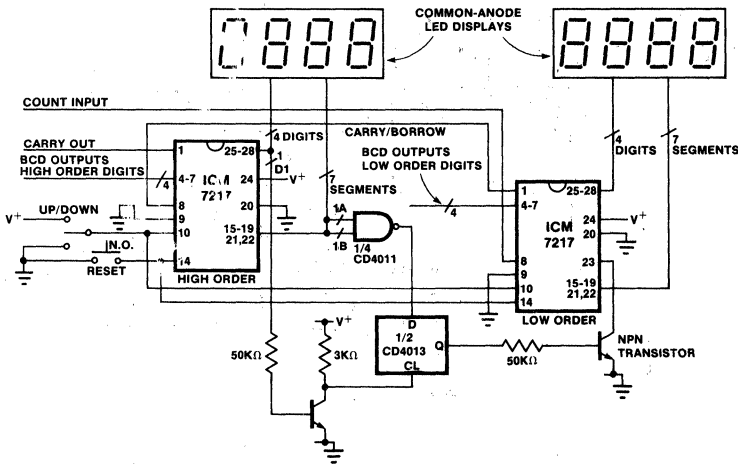 COMMON-ANODE
LED DISPLAYS
COUNT INPUT
CARRY OUT
BCD OUTPUTS
HIGH ORDER DIGITS
4
1
25-28
4-7
24
V+
ICM
7217
8
20
9
10
15-19
21,22
14
HIGH ORDER
V+
UP/DOWN
N.O.
RESET
4 DIGITS
1
D1
7
SEGMENTS
1A
1B
1/4
CD4011
CARRY/BORROW
BCD OUTPUTS
LOW ORDER DIGITS
4
4
DIGITS
7
SEGMENTS
1
25-28
4-7
ICM
7217
24
V+
20
23
8
9
10
14
15-19
21,22
LOW ORDER
50KΩ
V+
3KΩ
D
1/2
CD4013
Q
CL
50KΩ
NPN
TRANSISTOR